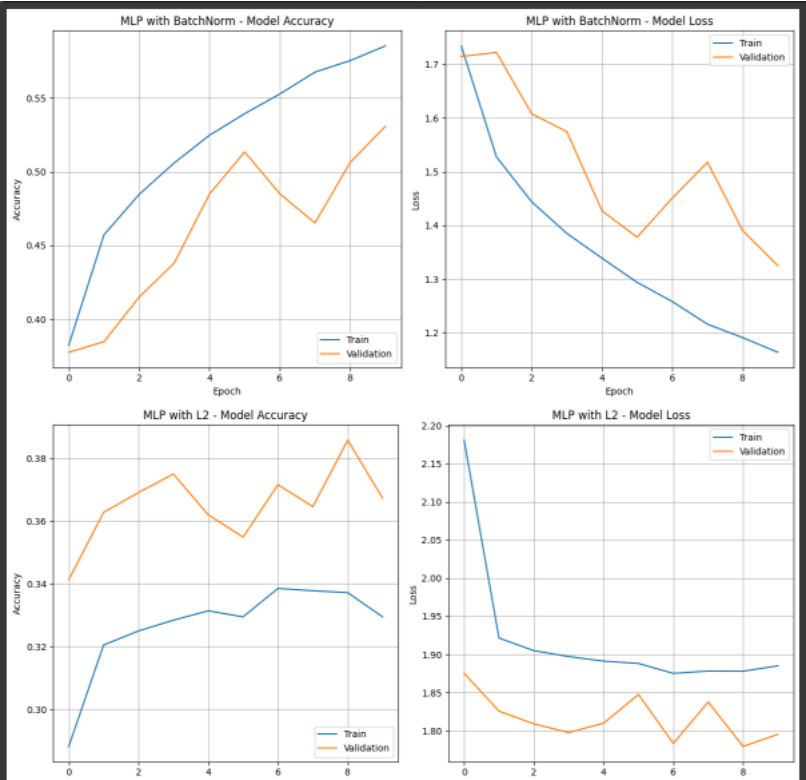 MLP with BatchNorm - Model Accuracy
0.55
0.50
0.45
0.40
Accuracy
Train
Validation
0 2 4 6 8
Epoch
MLP with BatchNorm - Model Loss
Train
Validation
1.7
1.6
1.5
1.4
1.3
1.2
Loss
0 2 4 6 8
Epoch
MLP with L2 - Model Accuracy
0.38
0.36
0.34
0.32
0.30
Accuracy
Train
Validation
0 2 4 6 8
MLP with L2 - Model Loss
Train
Validation
2.20
2.15
2.10
2.05
2.00
1.95
1.90
1.85
1.80
Loss
0 2 4 6 8